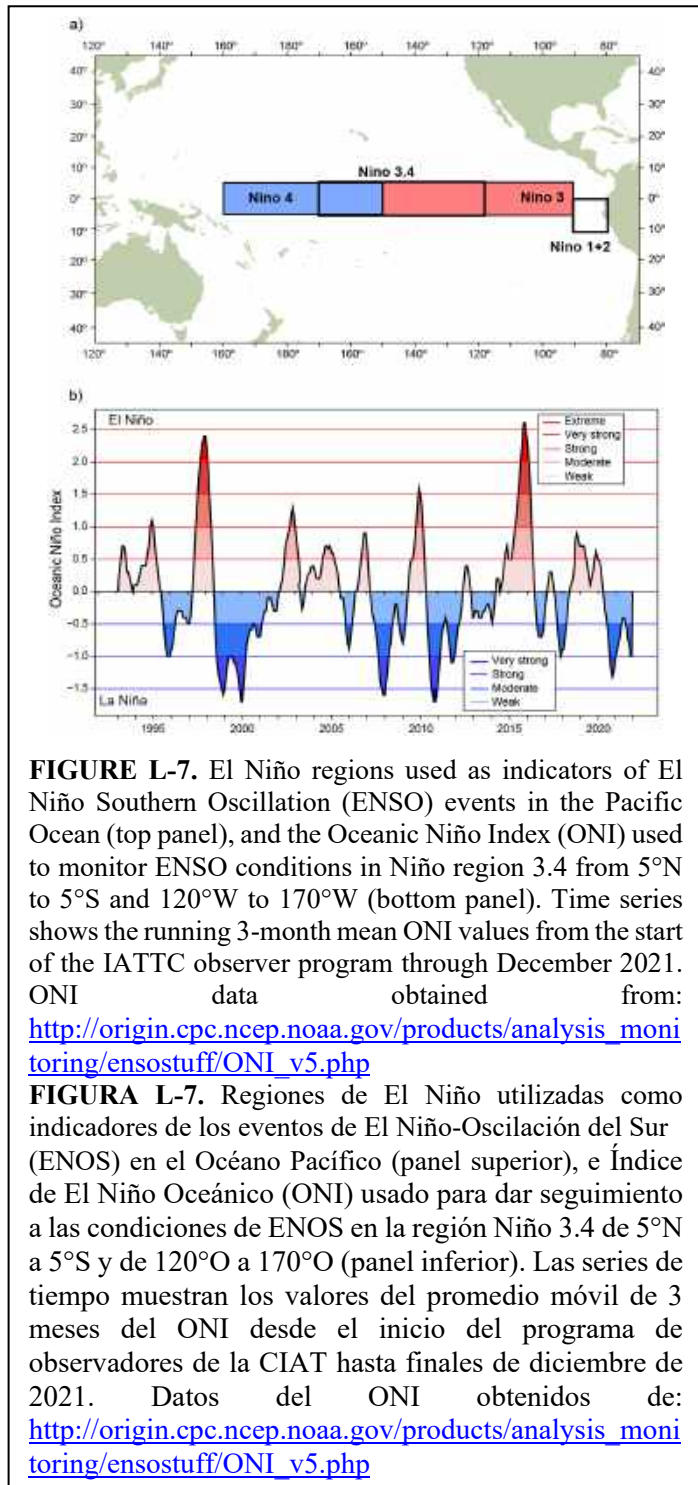 a)
120° 140° 160° 180° 160° 140° 120° 100° 80°
40° 40°
30° 30°
20° 20°
10° 10°
0° 0°
10° 10°
20° 20°
30° 30°
40° 40°
Nino 3.4
Nino 4
Nino 3
Nino 1+2
120° 140° 160° 180° 160° 140° 120° 100° 80°
b)
El Niño
Extreme
Very strong
Strong
Moderate
Weak
Oceanic Niño Index
2.5
2.0
1.5
1.0
0.5
0.0
−0.5
−1.0
−1.5
Very strong
Strong
Moderate
Weak
La Niña
1995 2000 2005 2010 2015 2020
FIGURE L-7. El Niño regions used as indicators of El
Niño Southern Oscillation (ENSO) events in the Pacific
Ocean (top panel), and the Oceanic Niño Index (ONI) used
to monitor ENSO conditions in Niño region 3.4 from 5°N
to 5°S and 120°W to 170°W (bottom panel). Time series
shows the running 3-month mean ONI values from the start
of the IATTC observer program through December 2021.
ONI data obtained from:
http://origin.cpc.ncep.noaa.gov/products/analysis_moni
toring/ensostuff/ONI_v5.php
FIGURA L-7. Regiones de El Niño utilizadas como
indicadores de los eventos de El Niño-Oscilación del Sur
(ENOS) en el Océano Pacífico (panel superior), e Índice
de El Niño Oceánico (ONI) usado para dar seguimiento
a las condiciones de ENOS en la región Niño 3.4 de 5°N
a 5°S y de 120°O a 170°O (panel inferior). Las series de
tiempo muestran los valores del promedio móvil de 3
meses del ONI desde el inicio del programa de
observadores de la CIAT hasta finales de diciembre de
2021. Datos del ONI obtenidos de:
http://origin.cpc.ncep.noaa.gov/products/analysis_moni
toring/ensostuff/ONI_v5.php